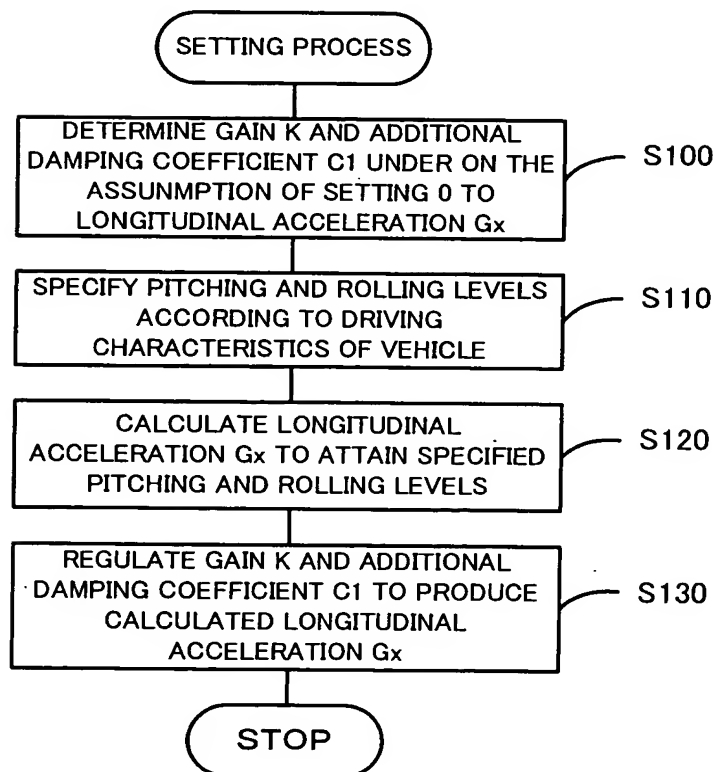 SETTING PROCESS
DETERMINE GAIN K AND ADDITIONAL
DAMPING COEFFICIENT C1 UNDER ON THE
ASSUNMPTION OF SETTING 0 TO
LONGITUDINAL ACCELERATION Gx
S100
SPECIFY PITCHING AND ROLLING LEVELS
ACCORDING TO DRIVING
CHARACTERISTICS OF VEHICLE
S110
CALCULATE LONGITUDINAL
ACCELERATION Gx TO ATTAIN SPECIFIED
PITCHING AND ROLLING LEVELS
S120
REGULATE GAIN K AND ADDITIONAL
DAMPING COEFFICIENT C1 TO PRODUCE
CALCULATED LONGITUDINAL
ACCELERATION Gx
S130
STOP